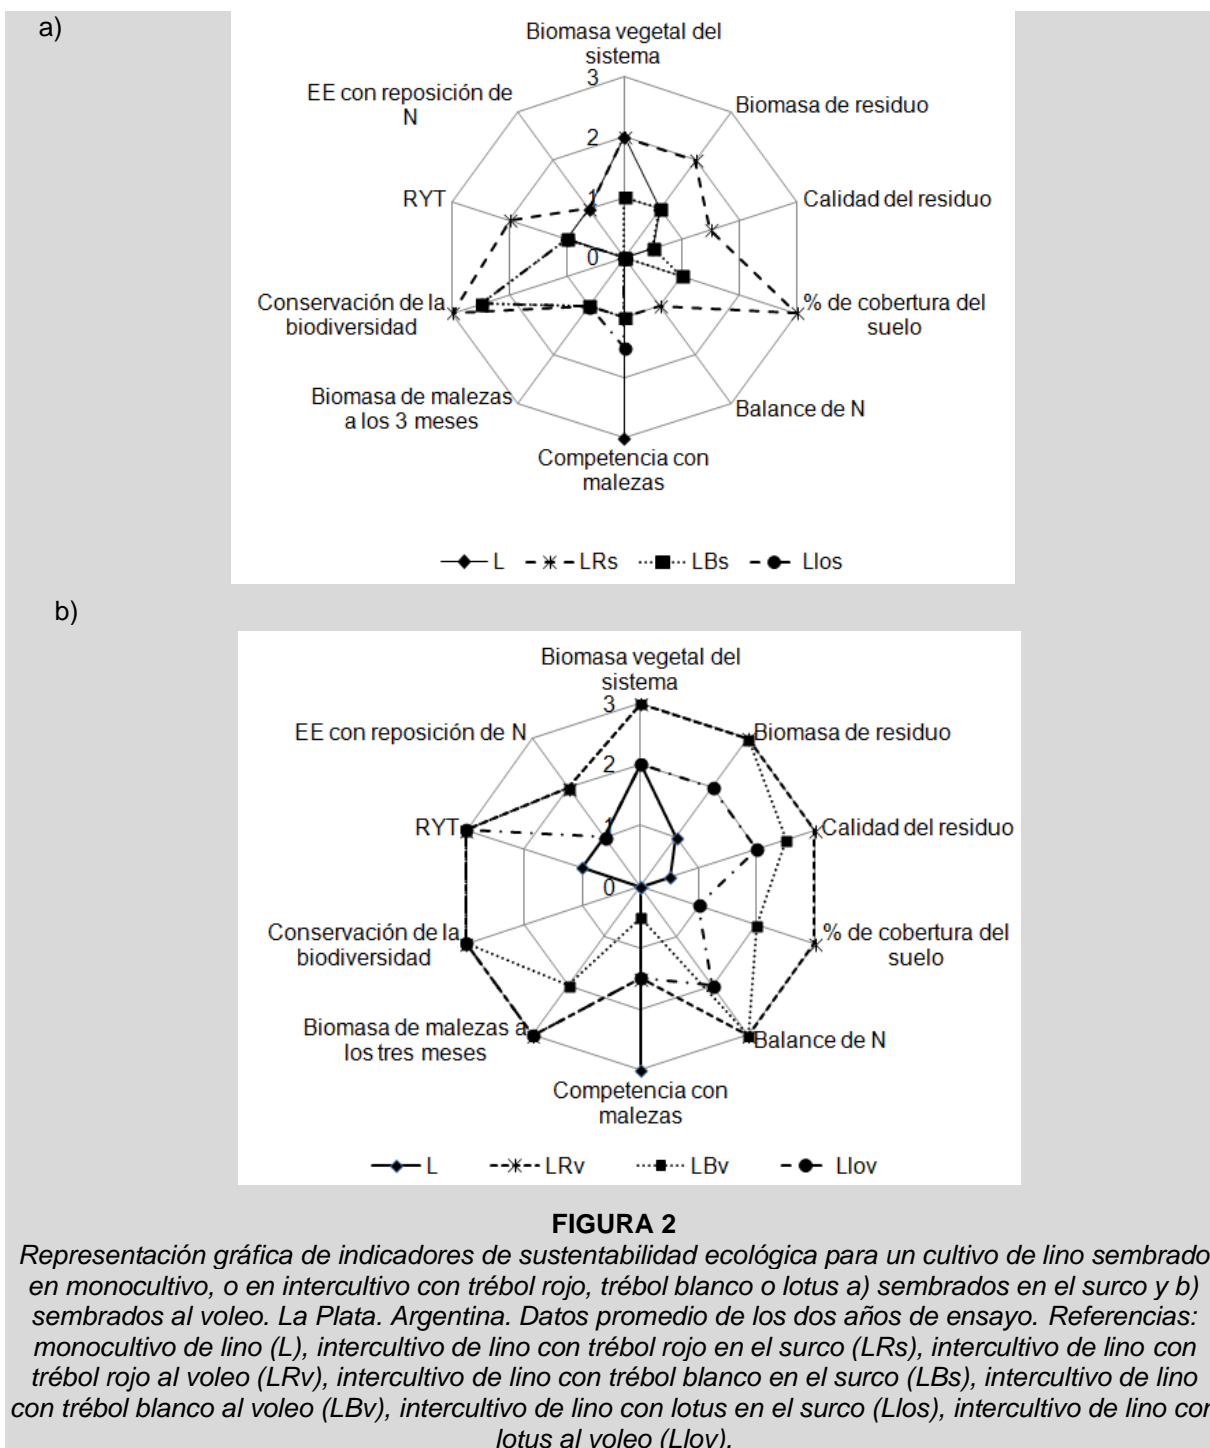 a)
Biomasa vegetal del
sistema
EE con reposición de
N
Biomasa de residuo
RYT
Calidad del residuo
3
2
1
0
Conservación de la
biodiversidad
% de cobertura del
suelo
Biomasa de malezas
a los 3 meses
Balance de N
Competencia con
malezas
L LRs LBs Llos
b)
Biomasa vegetal del
sistema
EE con reposición de N
Biomasa de residuo
RYT
Calidad del residuo
3
2
1
0
Conservación de la
biodiversidad
% de cobertura del
suelo
Biomasa de malezas a
los tres meses
Balance de N
Competencia con
malezas
L LRv LBv Llov
FIGURA 2
Representación gráfica de indicadores de sustentabilidad ecológica para un cultivo de lino sembrado
en monocultivo, o en intercultivo con trébol rojo, trébol blanco o lotus a) sembrados en el surco y b)
sembrados al voleo. La Plata. Argentina. Datos promedio de los dos años de ensayo. Referencias:
monocultivo de lino (L), intercultivo de lino con trébol rojo en el surco (LRs), intercultivo de lino con
trébol rojo al voleo (LRv), intercultivo de lino con trébol blanco en el surco (LBs), intercultivo de lino
con trébol blanco al voleo (LBv), intercultivo de lino con lotus en el surco (Llos), intercultivo de lino con
lotus al voleo (Llov).